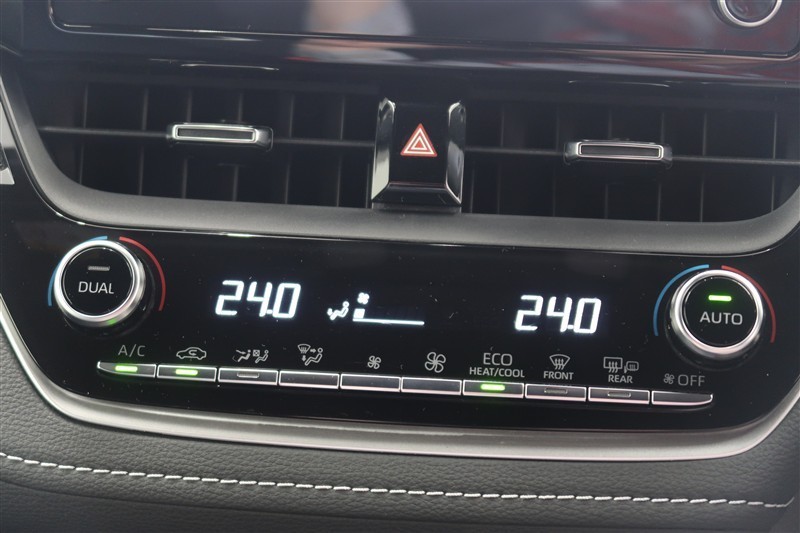 DUAL
24.0
24.0
AUTO
A/C
ECO
HEAT/COOL
FRONT
REAR
OFF